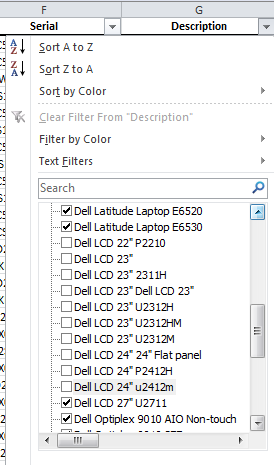 F G
Serial Description
Sort A to Z
Sort Z to A
Sort by Color
Clear Filter From "Description"
Filter by Color
Text Filters
Search
Dell Latitude Laptop E6520
Dell Latitude Laptop E6530
Dell LCD 22" P2210
Dell LCD 23"
Dell LCD 23" 2311H
Dell LCD 23" Dell LCD 23"
Dell LCD 23" U2312H
Dell LCD 23" U2312HM
Dell LCD 23" U2312M
Dell LCD 24" 24" Flat panel
Dell LCD 24" P2412H
Dell LCD 24" u2412m
Dell LCD 27" U2711
Dell Optiplex 9010 AIO Non-touch